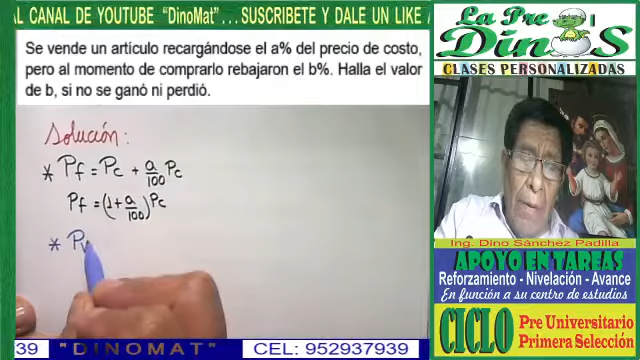 AL CANAL DE YOUTUBE “DinoMat”...SUSCRIBETE Y DALE UN LIKE A
Se vende un artículo recargándose el a% del precio de costo,
pero al momento de comprarlo rebajaron el b%. Halla el valor
de b, si no se ganó ni perdió.
Solución:
* Pf = Pc + a/100 Pc
Pf = (1 + a/100) Pc
* Pv
39 "DINOMAT" CEL: 952937939
La Pre
DinoS
CLASES PERSONALIZADAS
Ing. Dino Sánchez Padilla
APOYO EN TAREAS
Reforzamiento - Nivelación - Avance
En función a su centro de estudios
CICLO Pre Universitario
Primera Selección